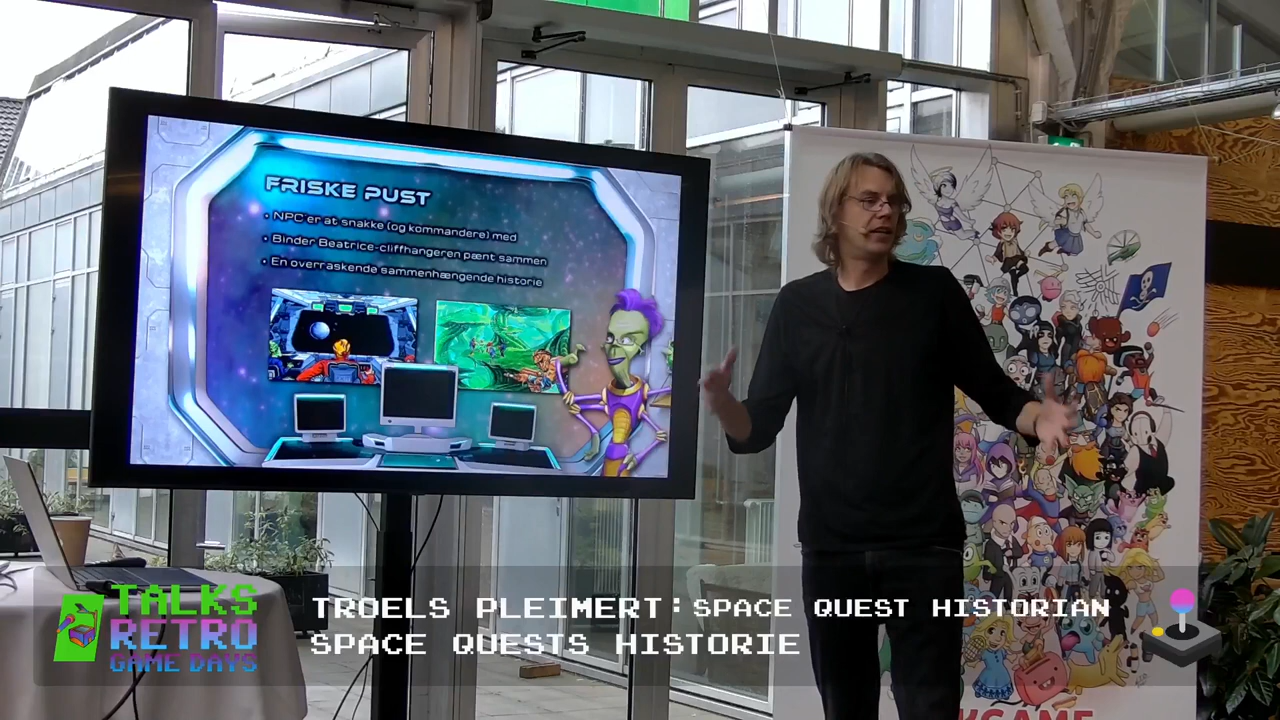 FRISKE PUST
• NPC'er at snakke (og kommandere) med
• Binder Beatrice-cliffhangeren pænt sammen
• En overraskende sammenhængende historie
TALKS
RETRO
GAME DAYS
TROELS PLEIMERT: SPACE QUEST HISTORIAN
SPACE QUESTS HISTORIE